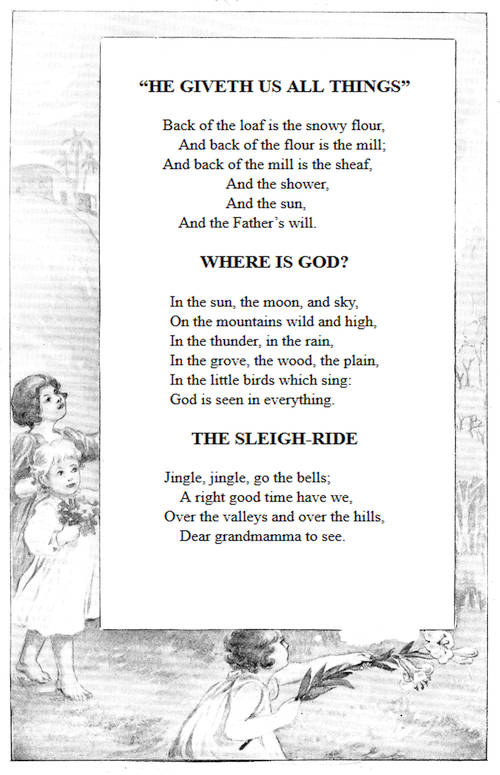 “HE GIVETH US ALL THINGS”
Back of the loaf is the snowy flour,
And back of the flour is the mill;
And back of the mill is the sheaf,
And the shower,
And the sun,
And the Father’s will.
WHERE IS GOD?
In the sun, the moon, and sky,
On the mountains wild and high,
In the thunder, in the rain,
In the grove, the wood, the plain,
In the little birds which sing:
God is seen in everything.
THE SLEIGH-RIDE
Jingle, jingle, go the bells;
A right good time have we,
Over the valleys and over the hills,
Dear grandmamma to see.